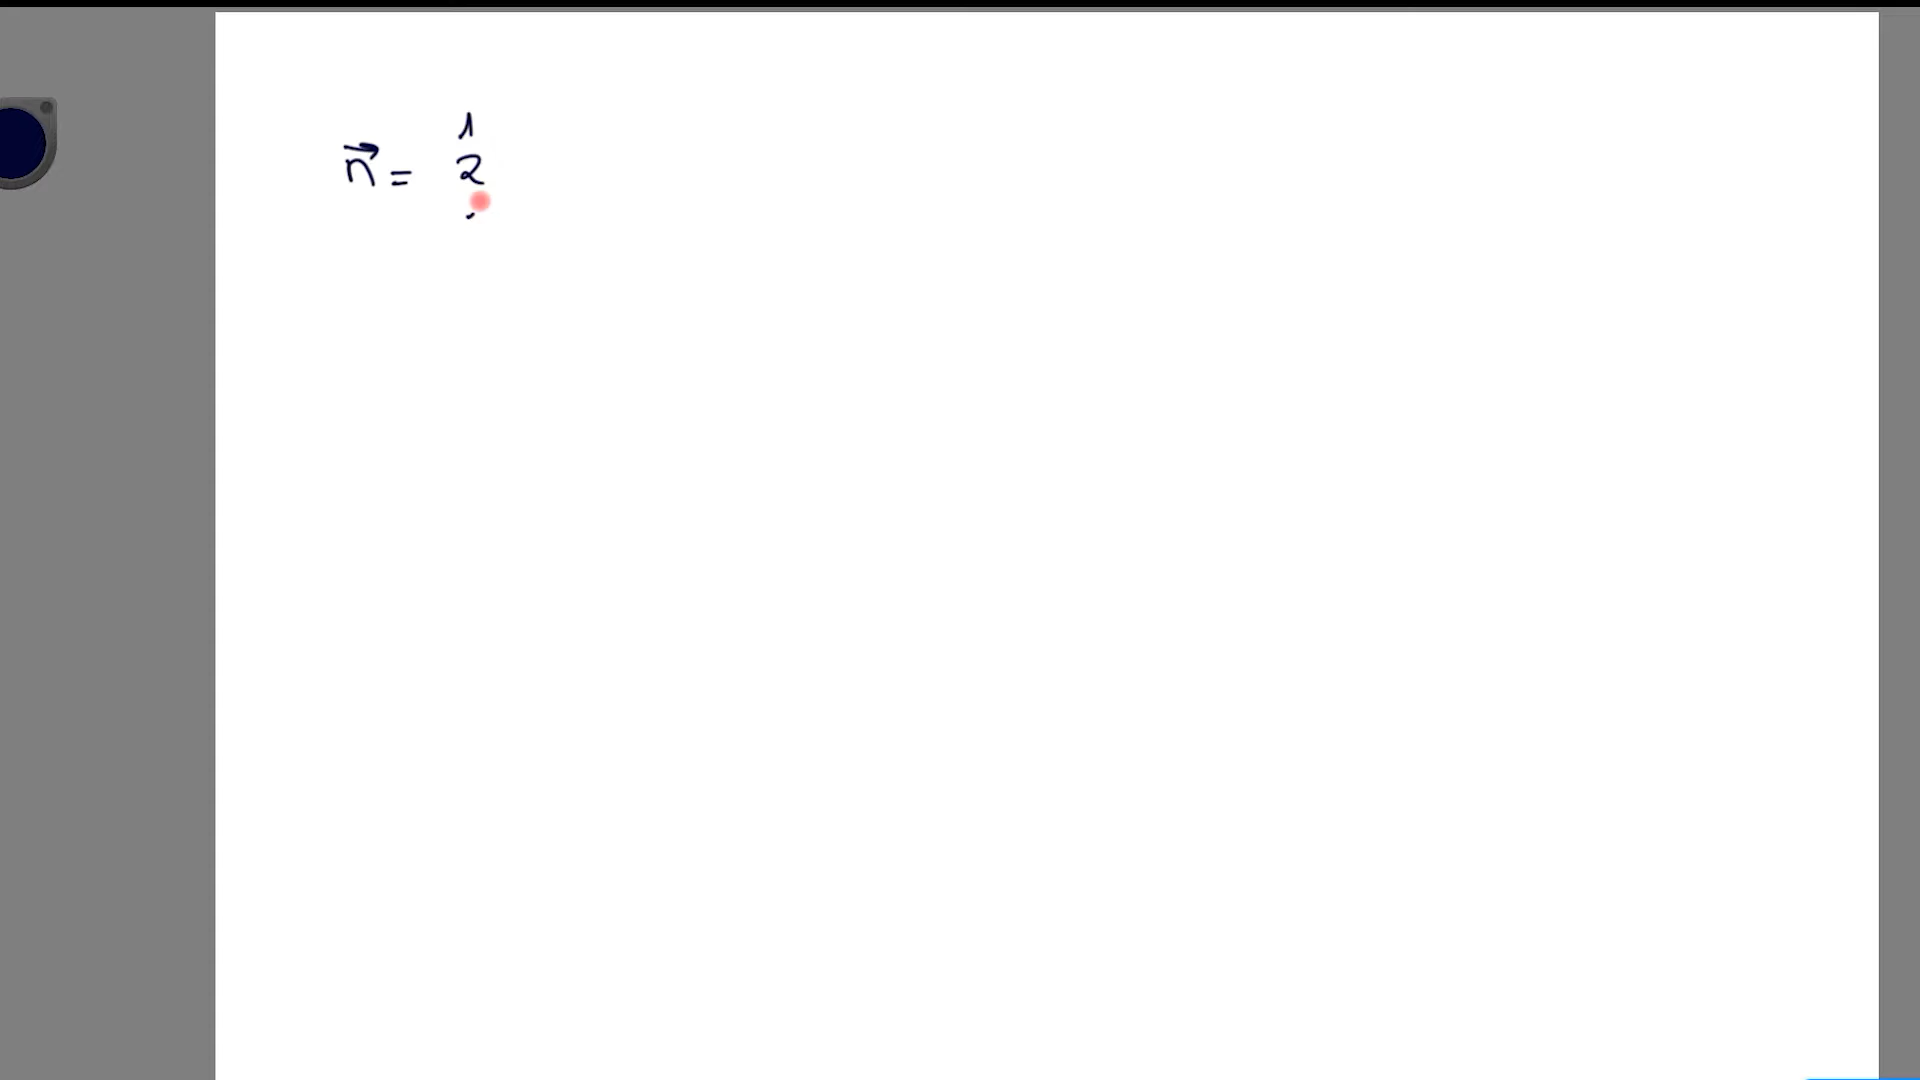 1
n⃗ = 2